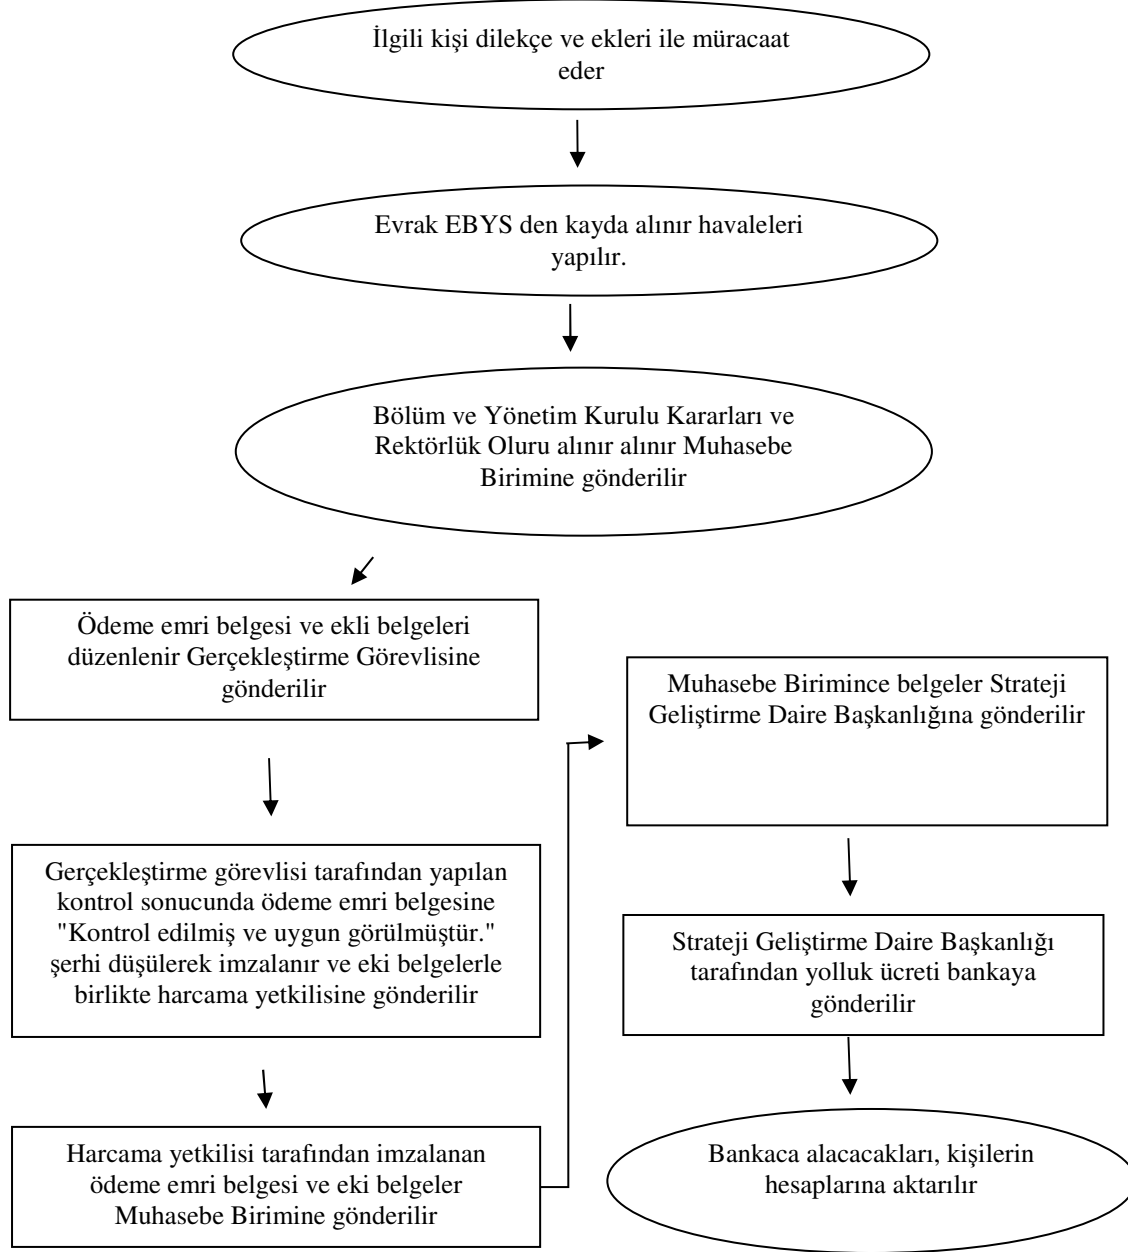 İlgili kişi dilekçe ve ekleri ile müracaat
eder
Evrak EBYS den kayda alınır havaleleri
yapılır.
Bölüm ve Yönetim Kurulu Kararları ve
Rektörlük Oluru alınır alınır Muhasebe
Birimine gönderilir
Ödeme emri belgesi ve ekli belgeleri
düzenlenir Gerçekleştirme Görevlisine
gönderilir
Gerçekleştirme görevlisi tarafından yapılan
kontrol sonucunda ödeme emri belgesine
"Kontrol edilmiş ve uygun görülmüştür."
şerhi düşülerek imzalanır ve eki belgelerle
birlikte harcama yetkilisine gönderilir
Harcama yetkilisi tarafından imzalanan
ödeme emri belgesi ve eki belgeler
Muhasebe Birimine gönderilir
Muhasebe Birimince belgeler Strateji
Geliştirme Daire Başkanlığına gönderilir
Strateji Geliştirme Daire Başkanlığı
tarafından yolluk ücreti bankaya
gönderilir
Bankaca alacacakları, kişilerin
hesaplarına aktarılır